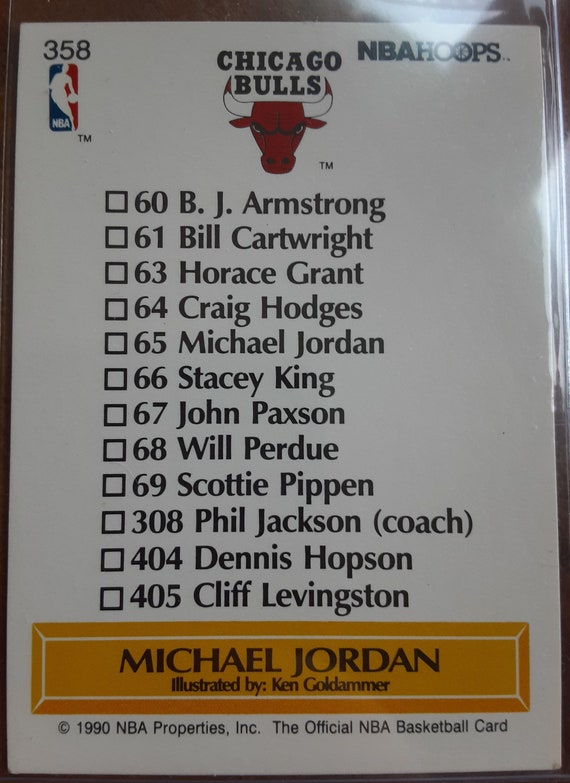 358
NBA HOOPS™
CHICAGO
BULLS
NBA
TM
TM
60 B. J. Armstrong
61 Bill Cartwright
63 Horace Grant
64 Craig Hodges
65 Michael Jordan
66 Stacey King
67 John Paxson
68 Will Perdue
69 Scottie Pippen
308 Phil Jackson (coach)
404 Dennis Hopson
405 Cliff Levingston
MICHAEL JORDAN
Illustrated by: Ken Goldammer
© 1990 NBA Properties, Inc. The Official NBA Basketball Card